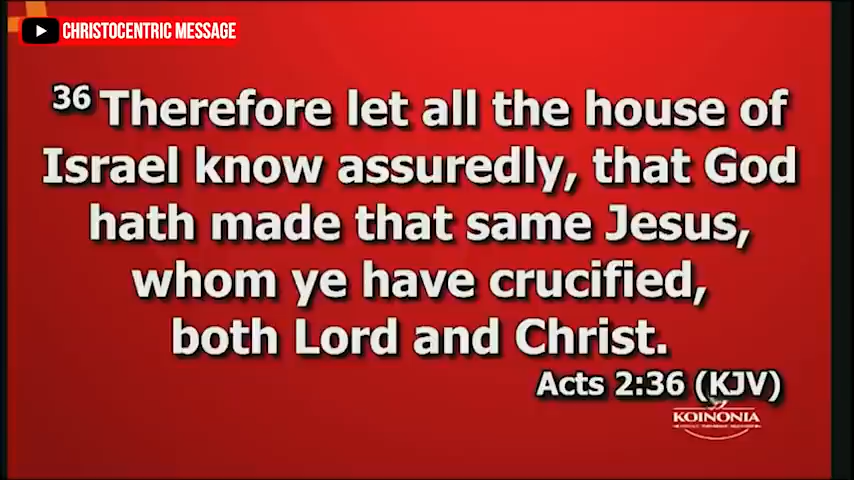 CHRISTOCENTRIC MESSAGE
36 Therefore let all the house of
Israel know assuredly, that God
hath made that same Jesus,
whom ye have crucified,
both Lord and Christ.
Acts 2:36 (KJV)
KOINONIA